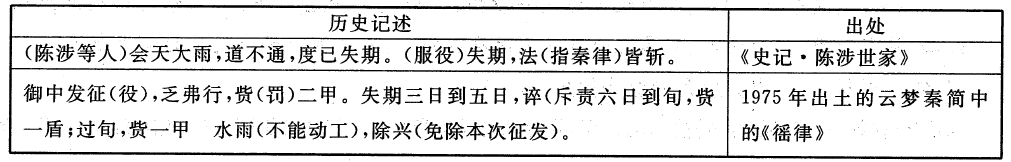 历史记述 出处
(陈涉等人)会天大雨,道不通,度已失期。(服役)失期,法(指秦律)皆斩。 《史记·陈涉世家》
御中发征(役),乏弗行,赀(罚)二甲。失期三日到五日,谇(斥责六日到旬,赀 1975年出土的云梦秦简中
一盾;过旬,赀一甲 水雨(不能动工),除兴(免除本次征发)。 的《徭律》